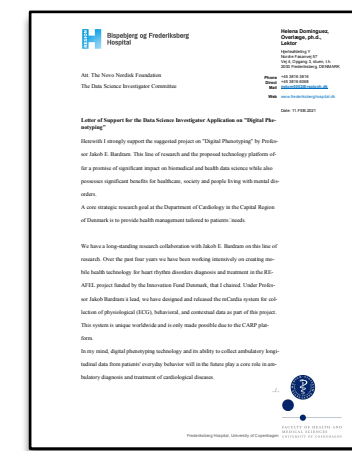 REGION
Bispebjerg og Frederiksberg
Hospital
Helena Domínguez,
Overlæge, ph.d.,
Lektor
Hjerteafdeling Y
Nordre Fasanvej 57
Vej 4, Opgang 3, stuen, t.h.
2000 Frederiksberg, DENMARK
Att. The Novo Nordisk Foundation
The Data Science Investigator Committee
Phone +45 3816 3816
Direct +45 3816 6088
Mail
Web www.frederiksberghospital.dk
Date: 11.FEB 2021
Letter of Support for the Data Science Investigator Application on "Digital Phe-
notyping"
Herewith I strongly support the suggested project on "Digital Phenotyping" by Profes-
sor Jakob E. Bardram. This line of research and the proposed technology platform of-
fer a promise of significant impact on biomedical and health data science while also
possesses significant benefits for healthcare, society and people living with mental dis-
orders.
A core strategic research goal at the Department of Cardiology in the Capital Region
of Denmark is to provide health management tailored to patients´needs.
We have a long-standing research collaboration with Jakob E. Bardram on this line of
research. Over the past four years we have been working intensively on creating mo-
bile health technology for heart rhythm disorders diagnosis and treatment in the RE-
AFEL project funded by the Innovation Fund Denmark, that I chaired. Under Profes-
sor Jakob Bardram's lead, we have designed and released the mCardia system for col-
lection of physiological (ECG), behavioral, and contextual data as part of this project.
This system is unique worldwide and is only made possible due to the CARP plat-
form.
In my mind, digital phenotyping technology and its ability to collect ambulatory longi-
tudinal data from patients' everyday behavior will in the future play a core role in am-
bulatory diagnosis and treatment of cardiological diseases.
../..
FACULTY OF HEALTH AND
MEDICAL SCIENCES
Frederiksberg Hospital. University of Copenhagen UNIVERSITY OF COPENHAGEN